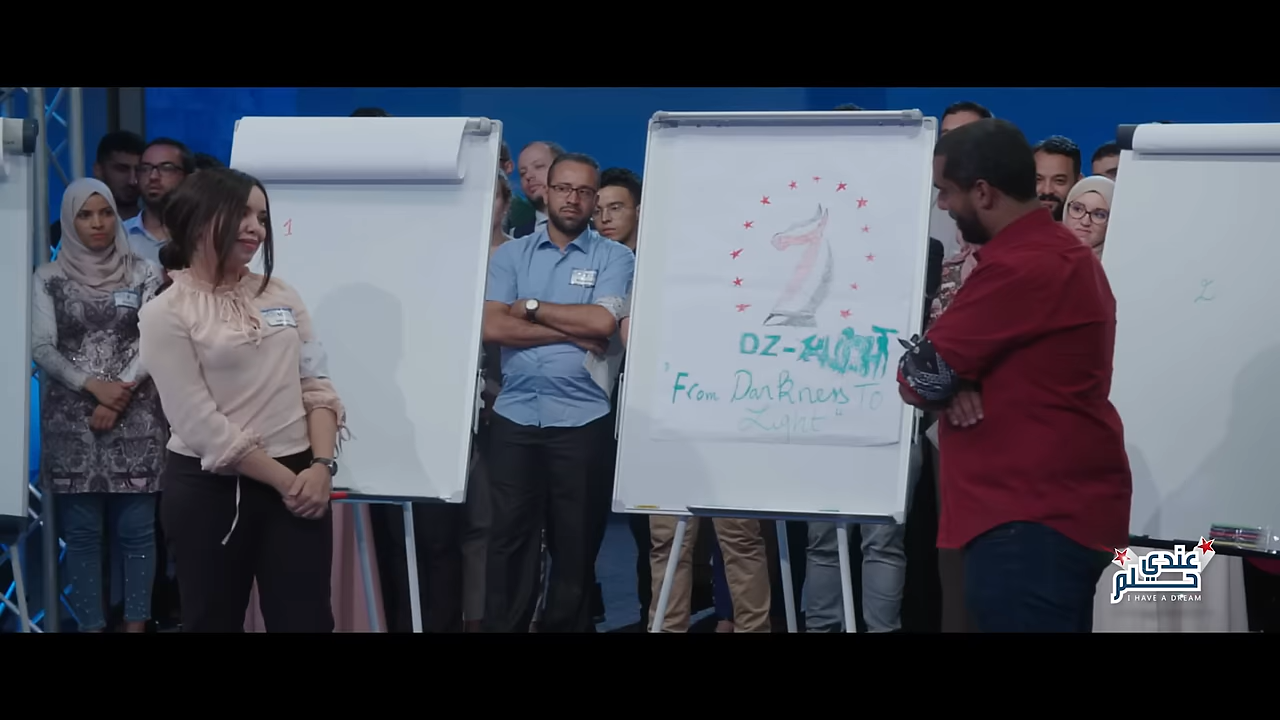 1
DZ-
"From DarKness To
Light"
2
عندي
حلم
I HAVE A DREAM